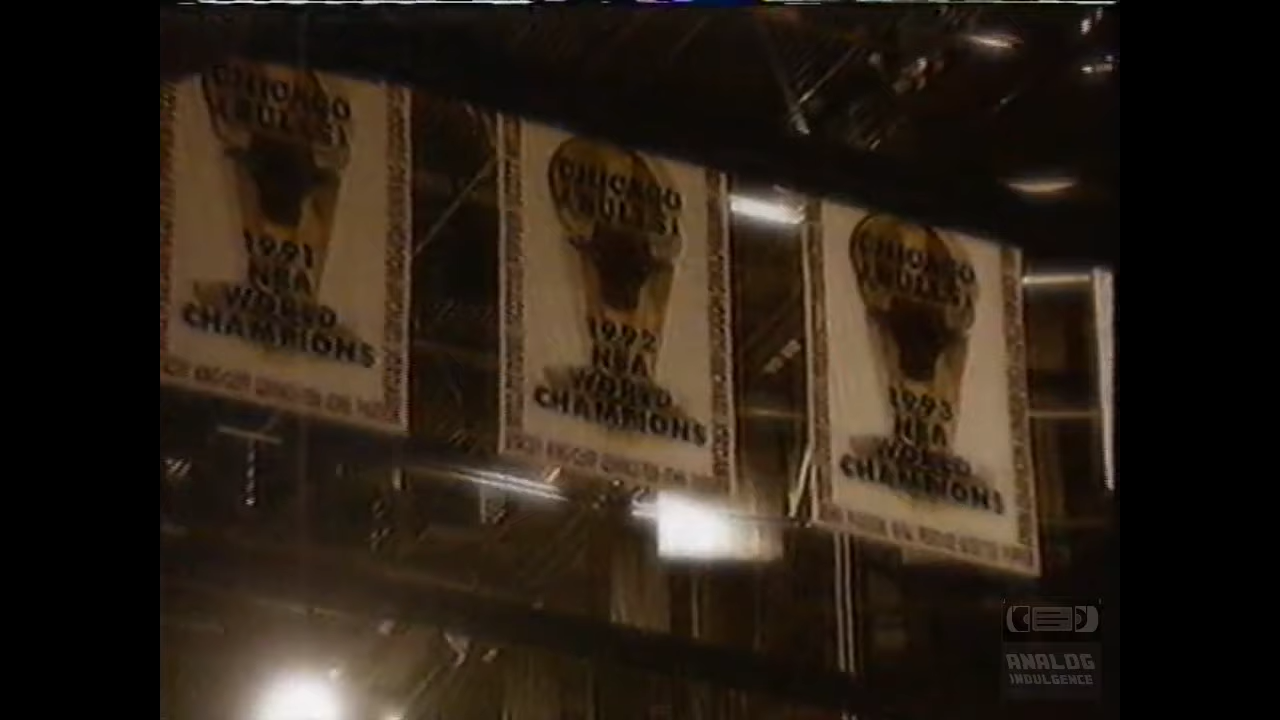 CHICAGO
BULLS
1991
NBA
WORLD
CHAMPIONS
CHICAGO
BULLS
1992
NBA
WORLD
CHAMPIONS
CHICAGO
BULLS
1993
NBA
WORLD
CHAMPIONS
ANALOG
INDULGENCE